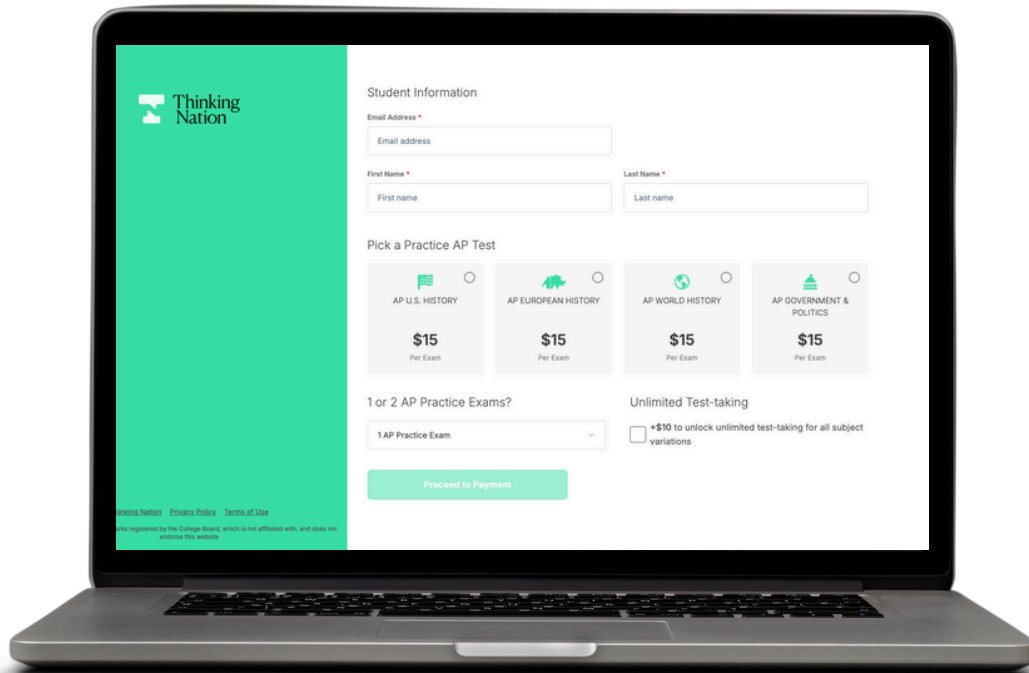 Thinking
Nation
Student Information
Email Address *
Email address
First Name *
Last Name *
First name
Last name
Pick a Practice AP Test
AP U.S. HISTORY
$15
Per Exam
AP EUROPEAN HISTORY
$15
Per Exam
AP WORLD HISTORY
$15
Per Exam
AP GOVERNMENT &
POLITICS
$15
Per Exam
1 or 2 AP Practice Exams?
1 AP Practice Exam
Unlimited Test-taking
+$10 to unlock unlimited test-taking for all subject
variations
Proceed to Payment
Nation Privacy Policy Terms of Use
registered by the College Board, which is not affiliated with, and does not
endorse this website